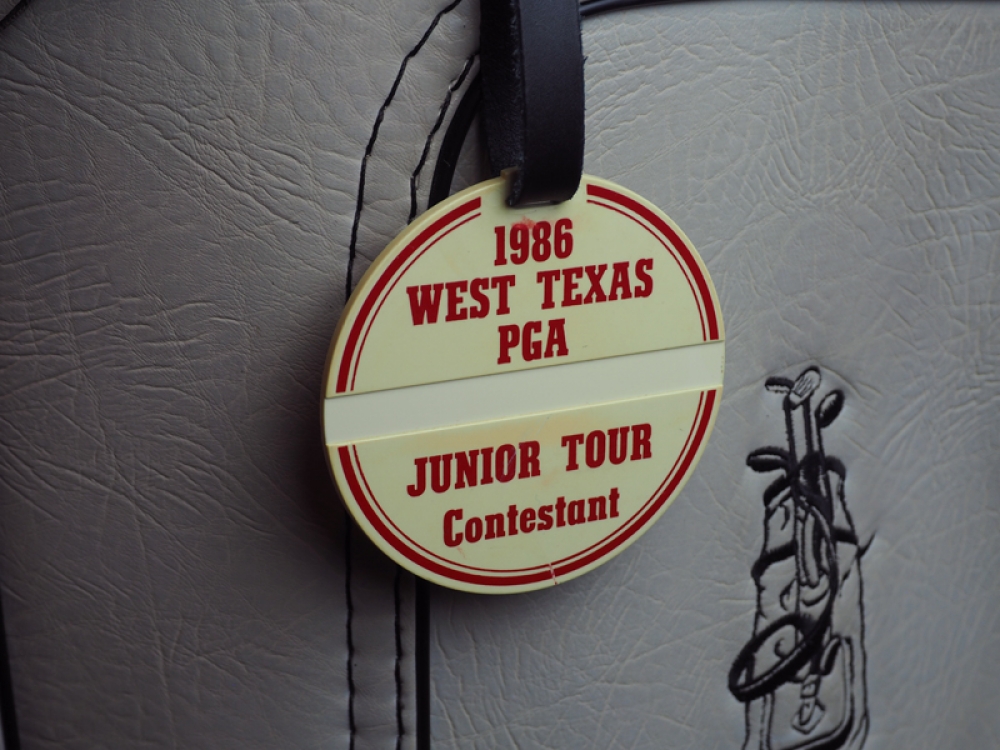 1986
WEST TEXAS
PGA
JUNIOR TOUR
Contestant